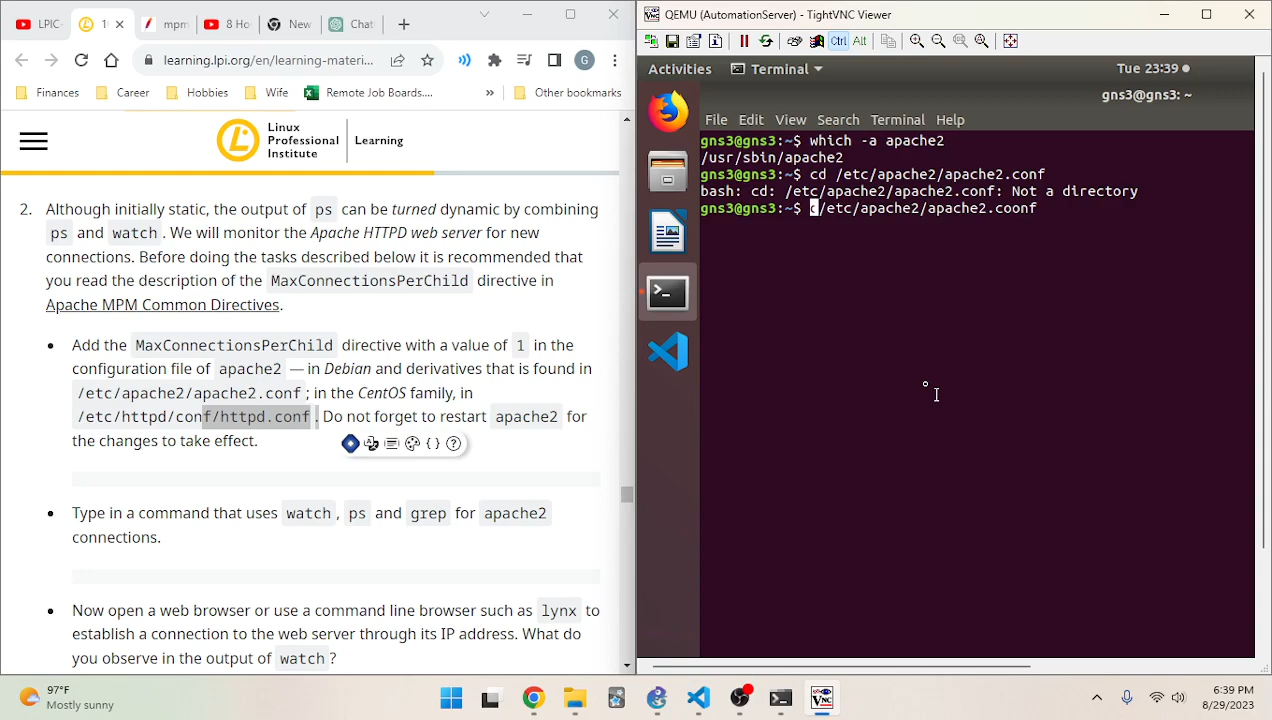 LPIC-
1(
mpm
8 Ho
New
Chat
QEMU (AutomationServer) - TightVNC Viewer
learning.lpi.org/en/learning-materi...
G
Ctrl
Alt
Finances
Career
Hobbies
Wife
Remote Job Boards....
»
Other bookmarks
Activities
Terminal
Tue 23:39
gns3@gns3: ~
File Edit View Search Terminal Help
Linux
Professional
Institute
Learning
gns3@gns3:~$ which -a apache2
/usr/sbin/apache2
gns3@gns3:~$ cd /etc/apache2/apache2.conf
bash: cd: /etc/apache2/apache2.conf: Not a directory
gns3@gns3:~$ c/etc/apache2/apache2.coonf
2. Although initially static, the output of ps can be turned dynamic by combining
ps and watch. We will monitor the Apache HTTPD web server for new
connections. Before doing the tasks described below it is recommended that
you read the description of the MaxConnectionsPerChild directive in
Apache MPM Common Directives.
Add the MaxConnectionsPerChild directive with a value of 1 in the
configuration file of apache2 — in Debian and derivatives that is found in
/etc/apache2/apache2.conf; in the CentOS family, in
/etc/httpd/conf/httpd.conf. Do not forget to restart apache2 for
the changes to take effect.
Type in a command that uses watch, ps and grep for apache2
connections.
Now open a web browser or use a command line browser such as lynx to
establish a connection to the web server through its IP address. What do
you observe in the output of watch?
97°F
Mostly sunny
6:39 PM
8/29/2023